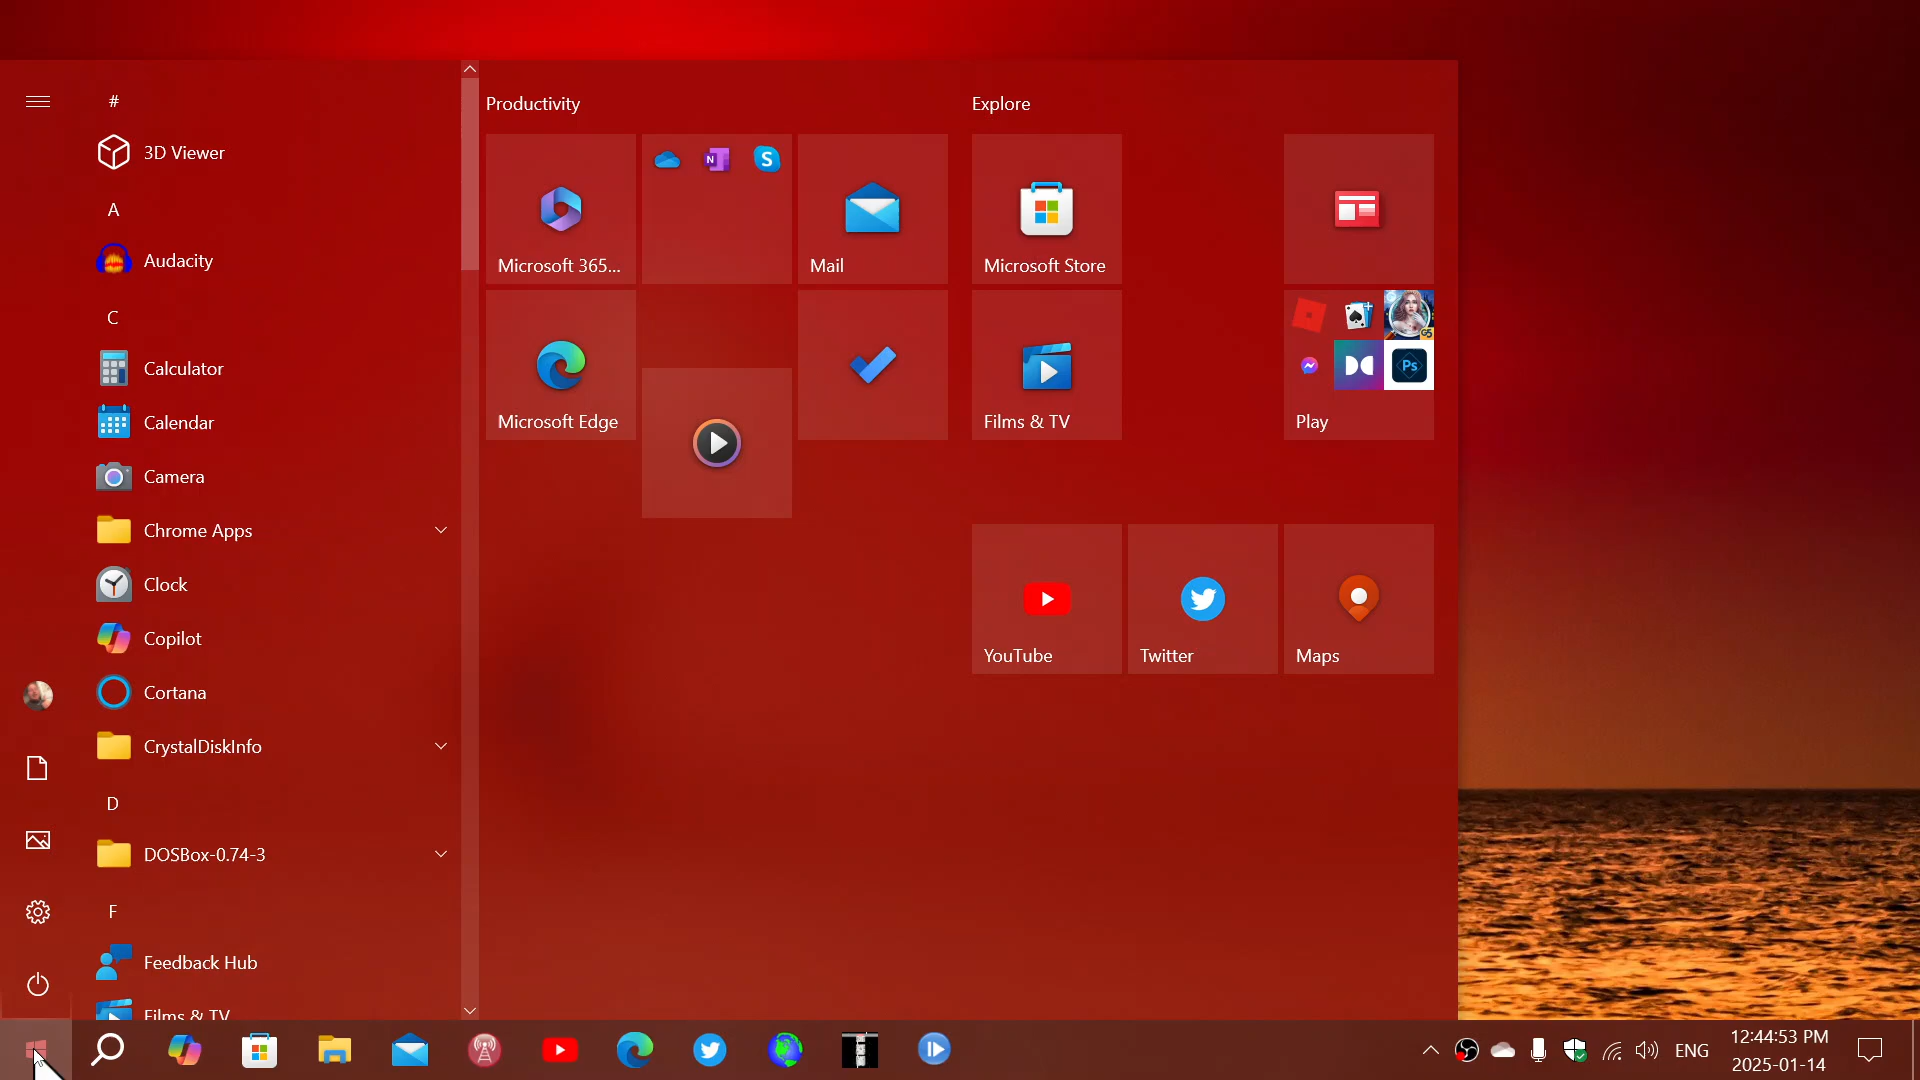 #
3D Viewer
A
Audacity
C
Calculator
Calendar
Camera
Chrome Apps
Clock
Copilot
Cortana
CrystalDiskInfo
D
DOSBox-0.74-3
F
Feedback Hub
Films & TV
Productivity
N
S
Microsoft 365...
Mail
Microsoft Edge
Explore
Microsoft Store
Films & TV
G5
Ps
Play
YouTube
Twitter
Maps
ENG
12:44:53 PM
2025-01-14